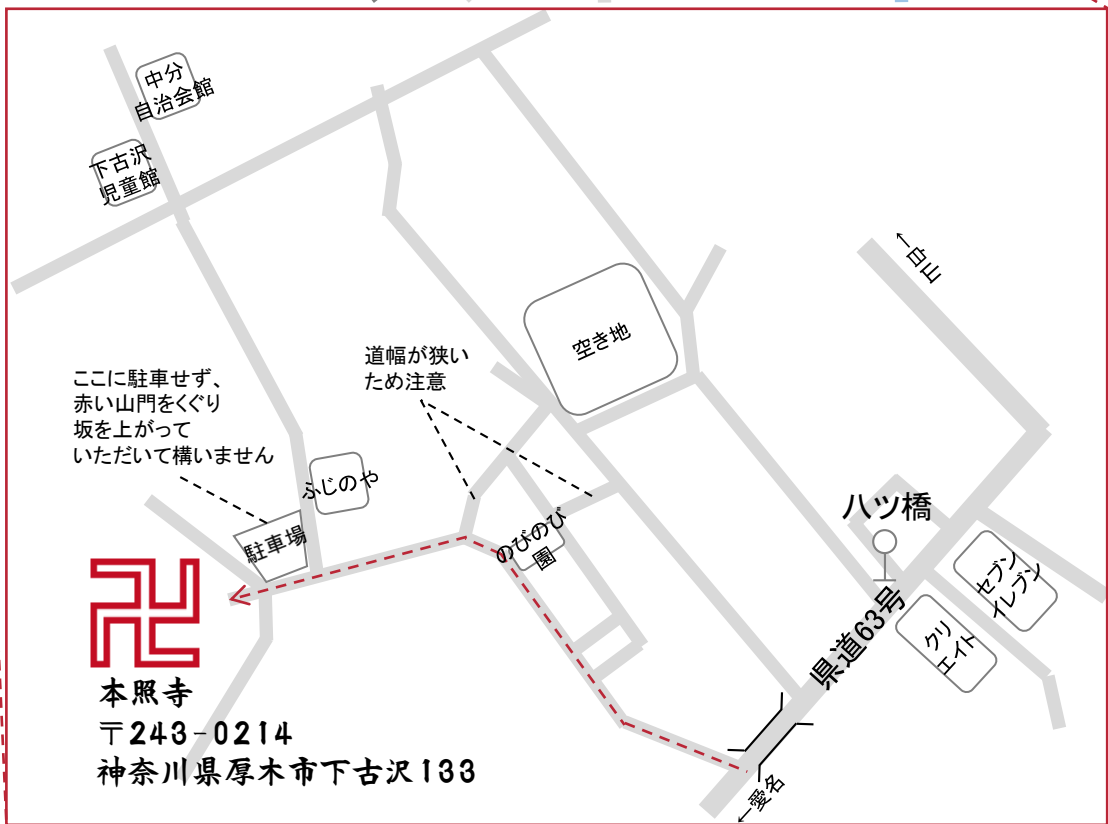 中分
自治会館
下古沢
児童館
←白山
空き地
道幅が狭い
ため注意
ここに駐車せず、
赤い山門をくぐり
坂を上がって
いただいて構いません
ふじのや
駐車場
のびのび
園
八ツ橋
セブン
イレブン
クリ
エイト
県道63号
←愛名
本照寺
〒243-0214
神奈川県厚木市下古沢133